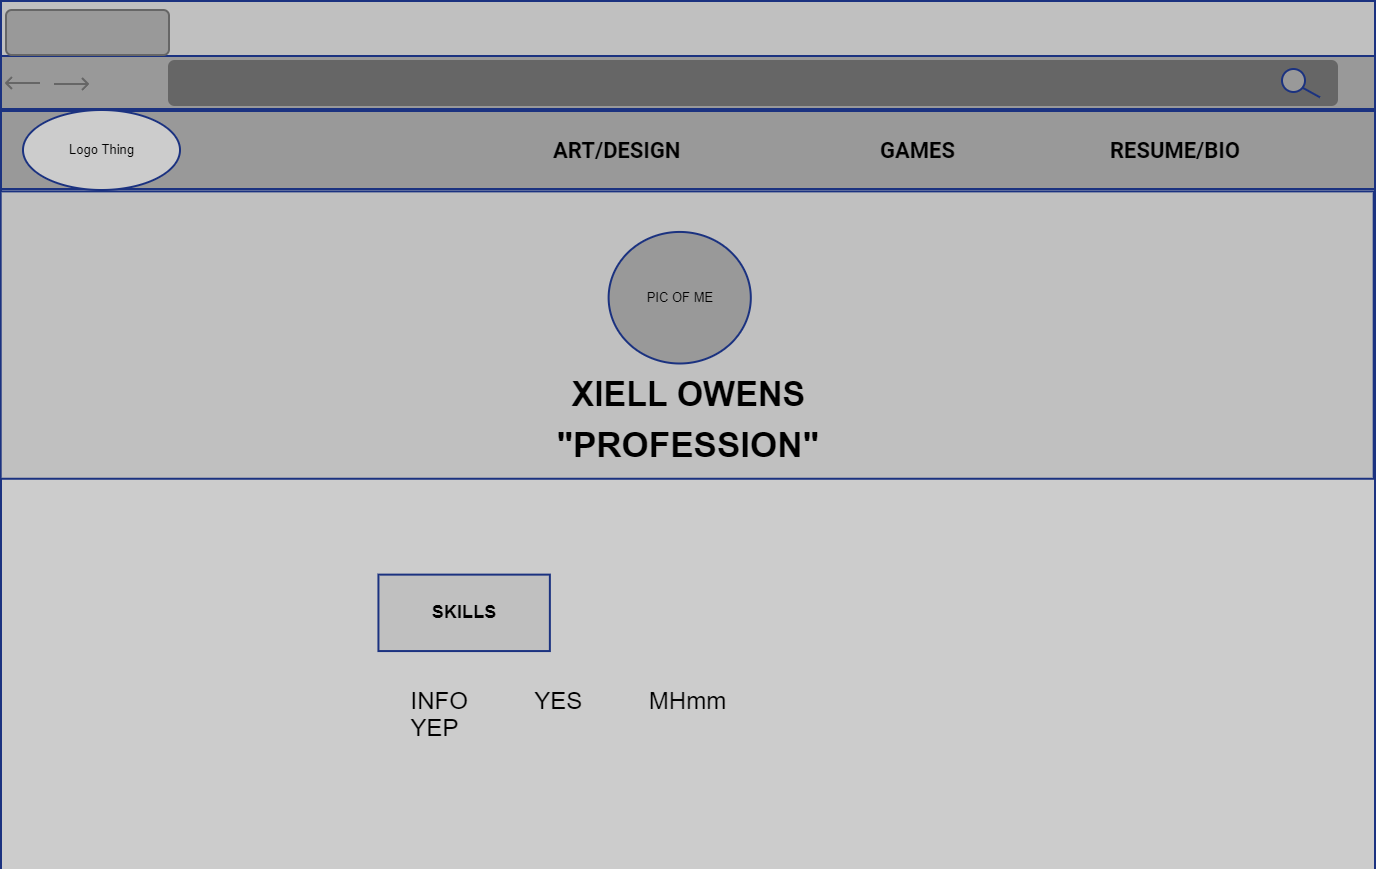 Logo Thing
ART/DESIGN GAMES RESUME/BIO
PIC OF ME
XIELL OWENS
"PROFESSION"
SKILLS
INFO YES MHmm
YEP